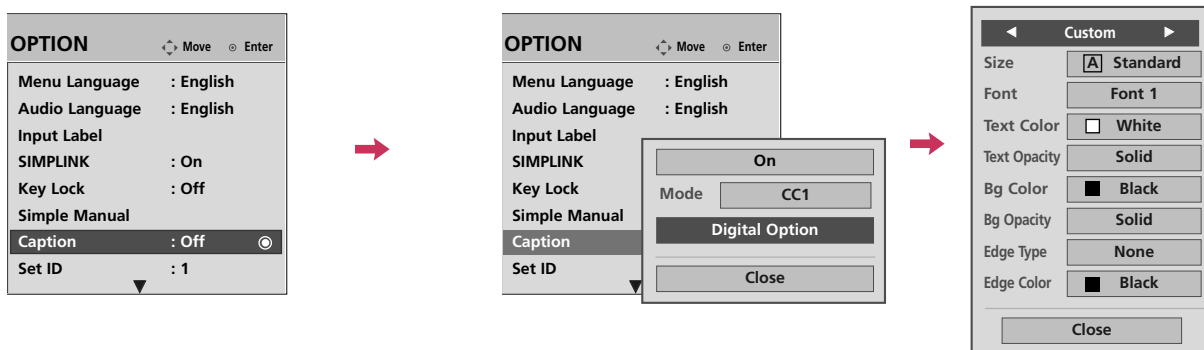 OPTION Move Enter
Menu Language : English
Audio Language : English
Input Label
SIMPLINK : On
Key Lock : Off
Simple Manual
Caption : Off
Set ID : 1
OPTION Move Enter
Menu Language : English
Audio Language : English
Input Label
SIMPLINK
Key Lock
Simple Manual
Caption
Set ID
On
Mode CC1
Digital Option
Close
Custom
Size A Standard
Font Font 1
Text Color White
Text Opacity Solid
Bg Color Black
Bg Opacity Solid
Edge Type None
Edge Color Black
Close